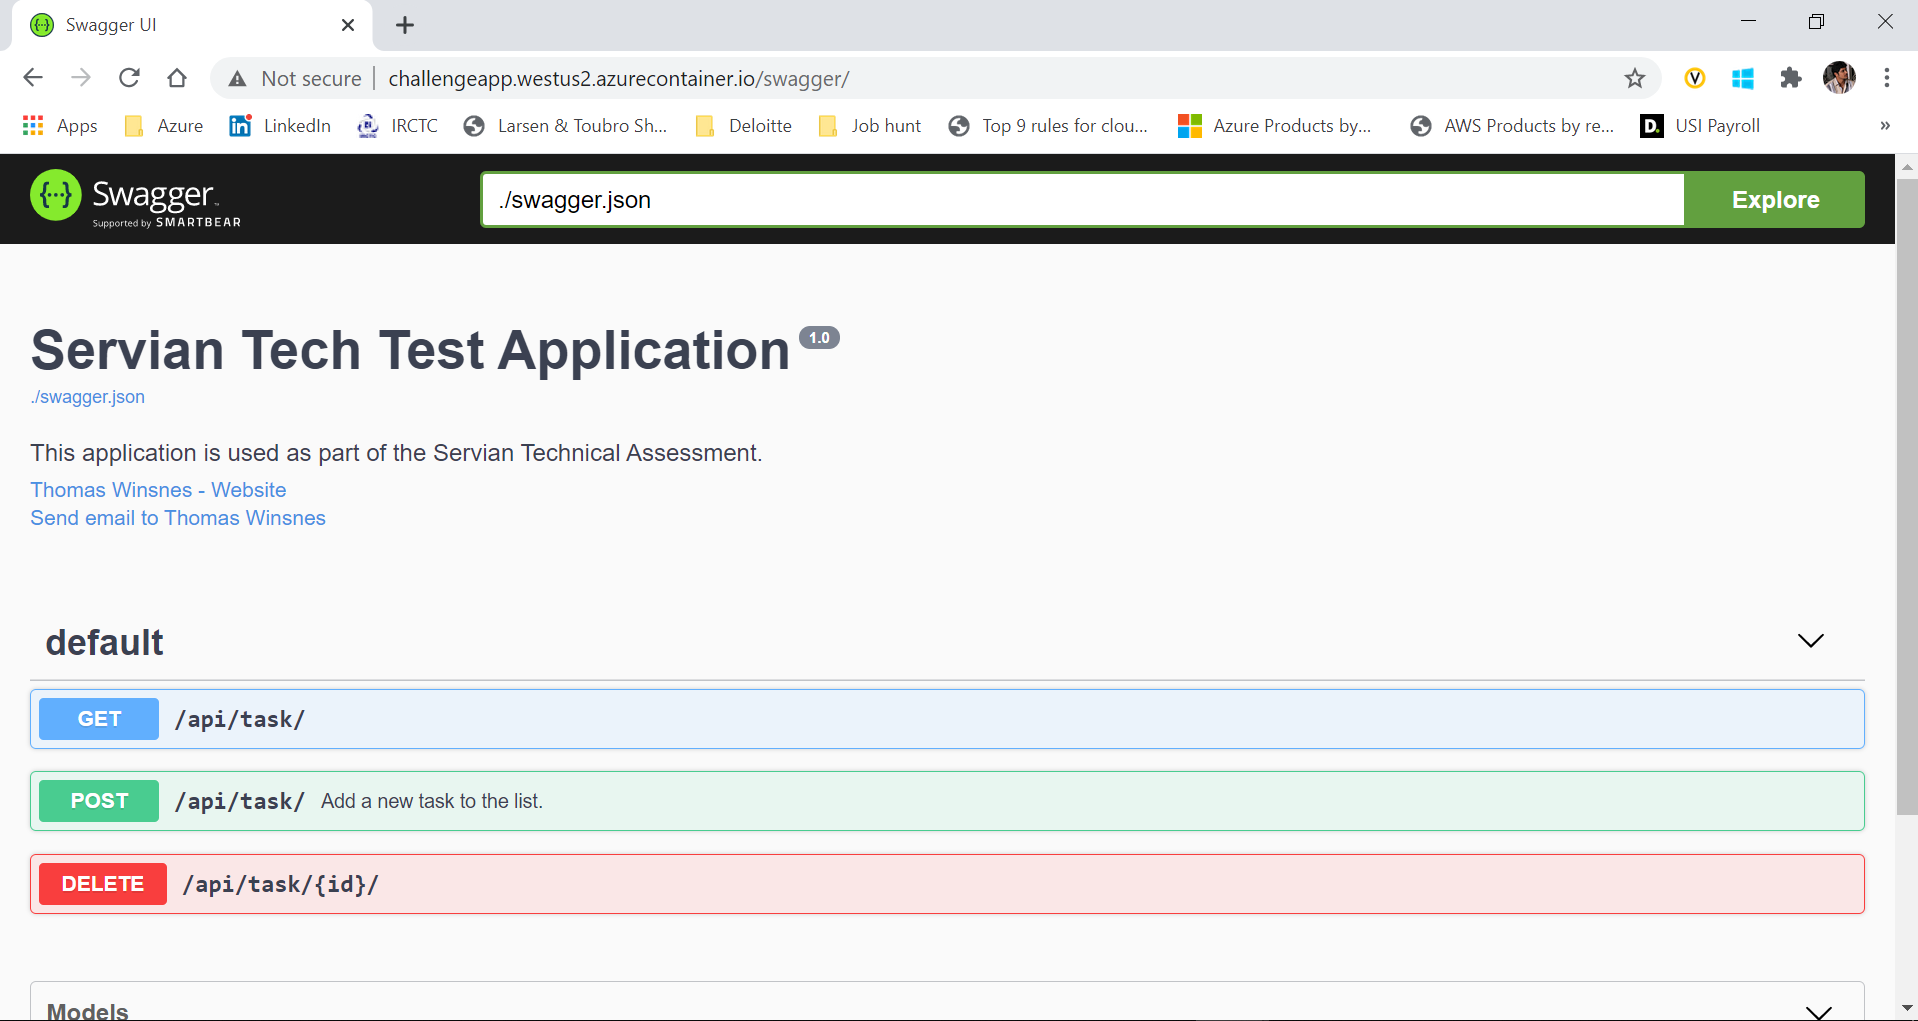 Swagger UI
Not secure challengeapp.westus2.azurecontainer.io/swagger/
Apps Azure LinkedIn IRCTC Larsen & Toubro Sh... Deloitte Job hunt Top 9 rules for clou... Azure Products by... AWS Products by re... D. USI Payroll »
{···} Swagger™
Supported by SMARTBEAR
./swagger.json
Explore
Servian Tech Test Application 1.0
./swagger.json
This application is used as part of the Servian Technical Assessment.
Thomas Winsnes - Website
Send email to Thomas Winsnes
default
GET /api/task/
POST /api/task/ Add a new task to the list.
DELETE /api/task/{id}/
Models